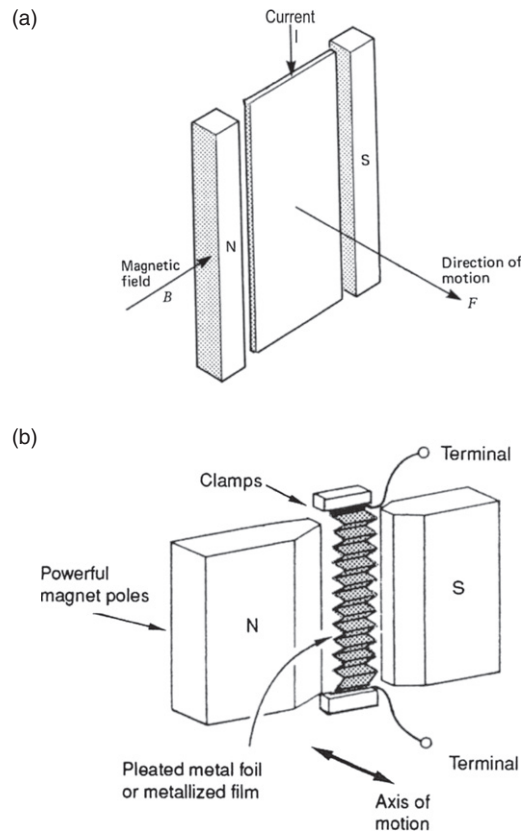 (a)
Current
I
N
S
Magnetic
field
B
Direction of
motion
F
(b)
Clamps
Terminal
Powerful
magnet poles
N
S
Pleated metal foil
or metallized film
Terminal
Axis of
motion